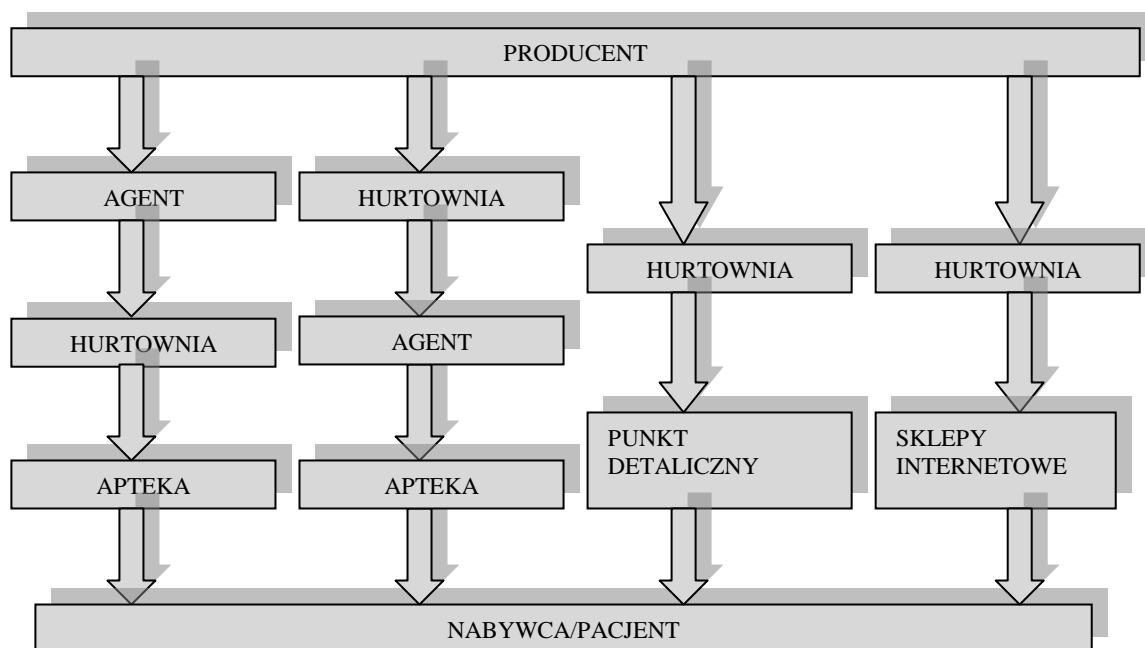 PRODUCENT
AGENT
HURTOWNIA
HURTOWNIA
HURTOWNIA
HURTOWNIA
AGENT
PUNKT
DETALICZNY
SKLEPY
INTERNETOWE
APTEKA
APTEKA
NABYWCA/PACJENT